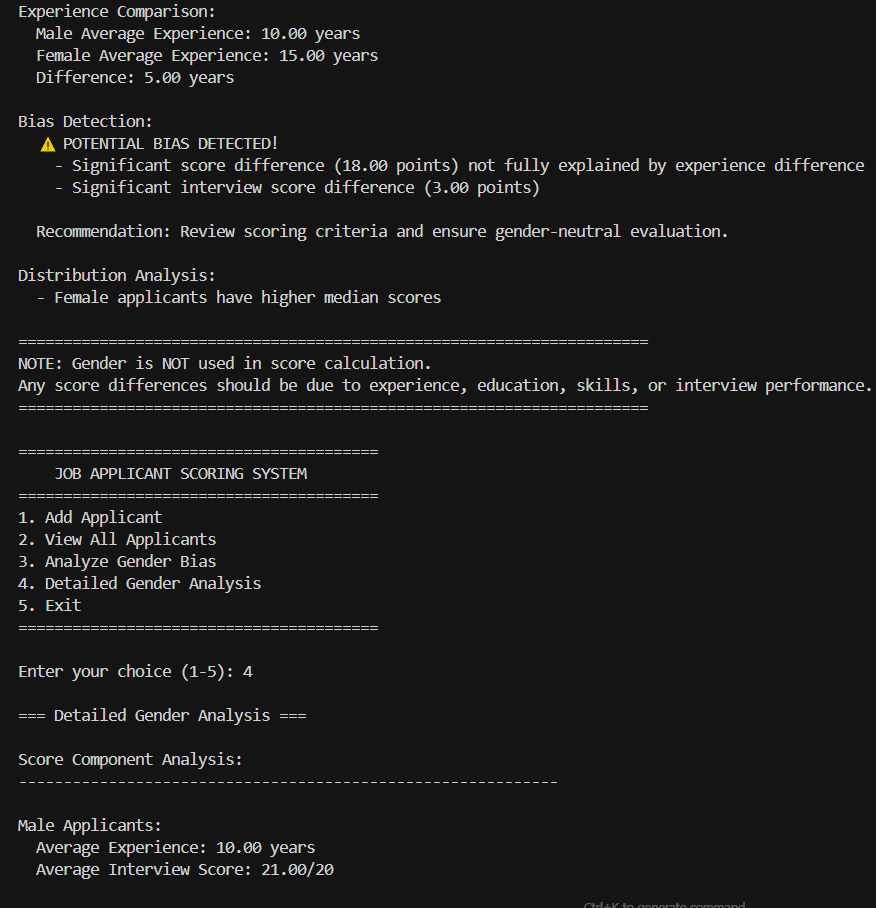 Experience Comparison:
  Male Average Experience: 10.00 years
  Female Average Experience: 15.00 years
  Difference: 5.00 years

Bias Detection:
  ⚠ POTENTIAL BIAS DETECTED!
    - Significant score difference (18.00 points) not fully explained by experience difference
    - Significant interview score difference (3.00 points)

  Recommendation: Review scoring criteria and ensure gender-neutral evaluation.

Distribution Analysis:
  - Female applicants have higher median scores

======================================================================
NOTE: Gender is NOT used in score calculation.
Any score differences should be due to experience, education, skills, or interview performance.
======================================================================

========================================
    JOB APPLICANT SCORING SYSTEM
========================================
1. Add Applicant
2. View All Applicants
3. Analyze Gender Bias
4. Detailed Gender Analysis
5. Exit
========================================

Enter your choice (1-5): 4

=== Detailed Gender Analysis ===

Score Component Analysis:
------------------------------------------------------------

Male Applicants:
  Average Experience: 10.00 years
  Average Interview Score: 21.00/20

Ctrl+K to generate command